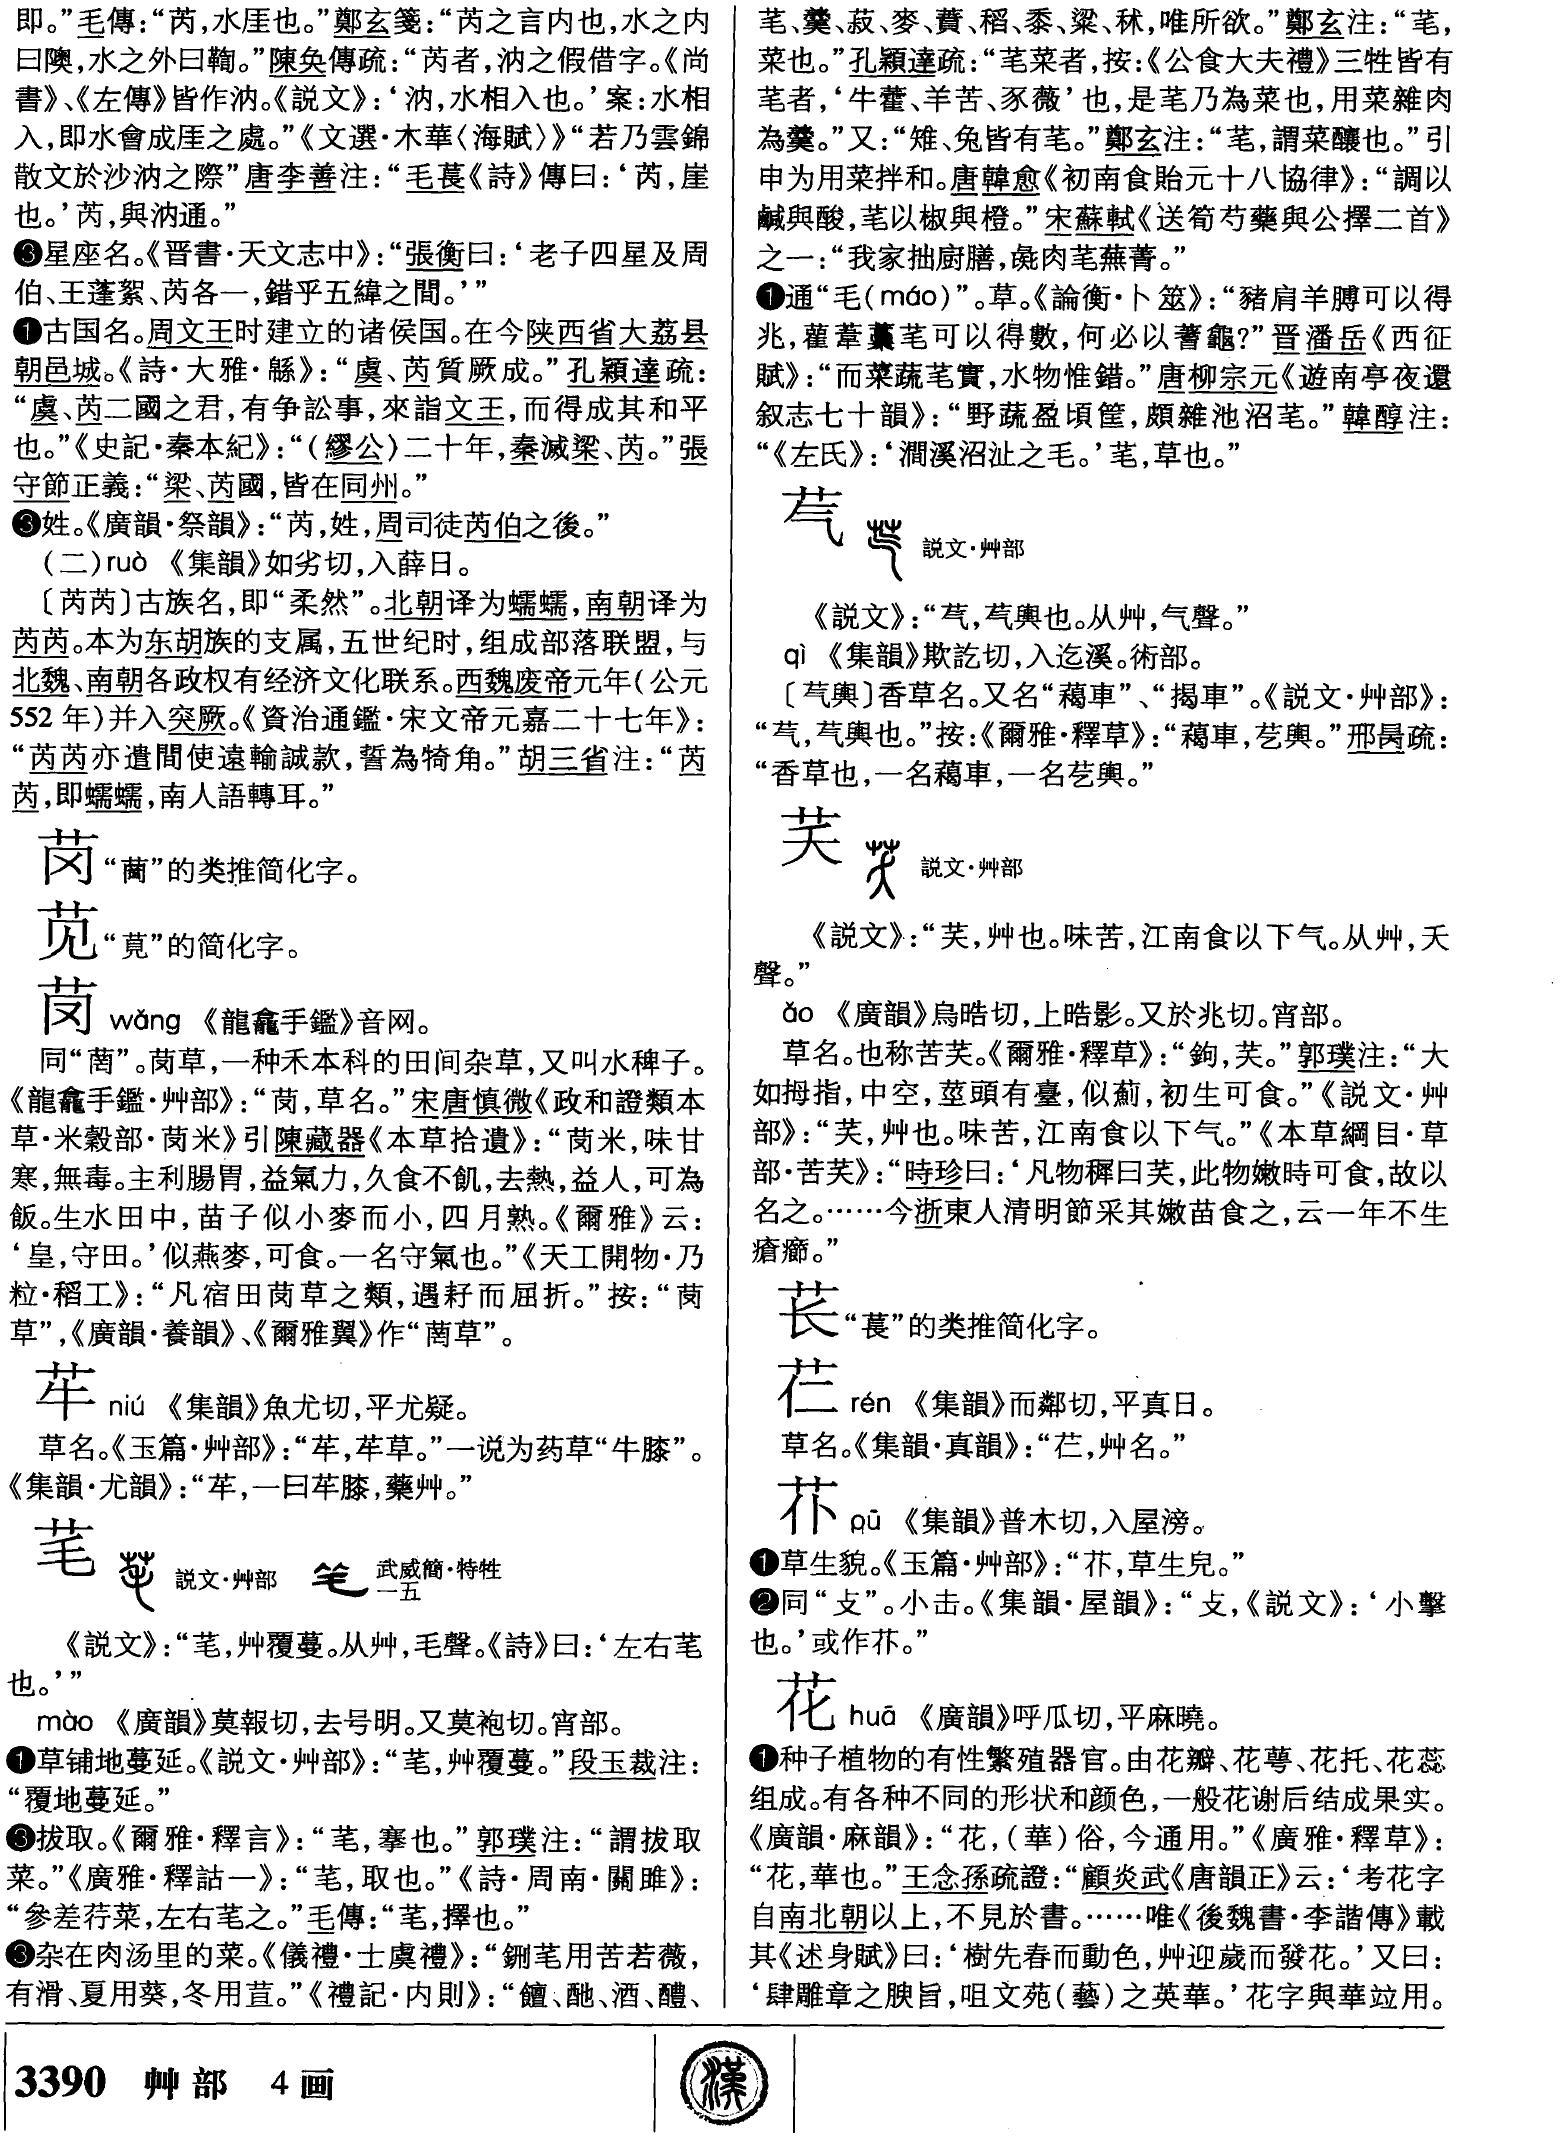 即。”毛傳：“芮，水厓也。”鄭玄箋：“芮之言内也，水之内
曰隩，水之外曰鞫。”陳奂傳疏：“芮者，汭之假借字。《尚
書》、《左傳》皆作汭。《説文》：‘汭，水相入也。’案：水相
入，即水會成厓之處。”《文選·木華〈海賦〉》“若乃雲錦
散文於沙汭之際”唐李善注：“毛萇《詩》傳曰：‘芮，崖
也。’芮，與汭通。”
❸星座名。《晋書·天文志中》：“張衡曰：‘老子四星及周
伯、王蓬絮、芮各一，錯乎五緯之間。’”
❶古国名。周文王时建立的诸侯国。在今陕西省大荔县
朝邑城。《詩·大雅·緜》：“虞、芮質厥成。”孔穎達疏：
“虞、芮二國之君，有争訟事，來詣文王，而得成其和平
也。”《史記·秦本紀》：“（繆公）二十年，秦滅梁、芮。”張
守節正義：“梁、芮國，皆在同州。”
❸姓。《廣韻·祭韻》：“芮，姓，周司徒芮伯之後。”
（二）ruò 《集韻》如劣切，入薛日。
〔芮芮〕古族名，即“柔然”。北朝译为蠕蠕，南朝译为
芮芮。本为东胡族的支属，五世纪时，组成部落联盟，与
北魏、南朝各政权有经济文化联系。西魏废帝元年（公元
552年）并入突厥。《資治通鑑·宋文帝元嘉二十七年》：
“芮芮亦遣間使遠輸誠款，誓為犄角。”胡三省注：“芮
芮，即蠕蠕，南人語轉耳。”
“䓣”的类推简化字。
苋“莧”的简化字。
䒽 wǎng 《龍龕手鑑》音网。
同“菵”。䒽草，一种禾本科的田间杂草，又叫水稗子。
《龍龕手鑑·艸部》：“䒽，草名。”宋唐慎微《政和證類本
草·米穀部·䒽米》引陳藏器《本草拾遺》：“䒽米，味甘
寒，無毒。主利腸胃，益氣力，久食不飢，去熱，益人，可為
飯。生水田中，苗子似小麥而小，四月熟。《爾雅》云：
‘皇，守田。’似燕麥，可食。一名守氣也。”《天工開物·乃
粒·稻工》：“凡宿田䒽草之類，遇耔而屈折。”按：“䒽
草”，《廣韻·養韻》、《爾雅翼》作“菵草”。
䒜 niú 《集韻》魚尤切，平尤疑。
草名。《玉篇·艸部》：“䒜，䒜草。”一说为药草“牛膝”。
《集韻·尤韻》：“䒜，一曰䒜膝，藥艸。”
芼 説文·艸部 武威簡·特牲一五
《説文》：“芼，艸覆蔓。从艸，毛聲。《詩》曰：‘左右芼
也。’”
mào 《廣韻》莫報切，去号明。又莫袍切。宵部。
❶草铺地蔓延。《説文·艸部》：“芼，艸覆蔓。”段玉裁注：
“覆地蔓延。”
❸拔取。《爾雅·釋言》：“芼，搴也。”郭璞注：“謂拔取
菜。”《廣雅·釋詁一》：“芼，取也。”《詩·周南·關雎》：
“參差荇菜，左右芼之。”毛傳：“芼，擇也。”
❸杂在肉汤里的菜。《儀禮·士虞禮》：“鉶芼用苦若薇，
有滑、夏用葵，冬用荁。”《禮記·内則》：“饘、酏、酒、醴、
芼、羹、菽、麥、蕡、稻、黍、粱、秫，唯所欲。”鄭玄注：“芼，
菜也。”孔穎達疏：“芼菜者，按：《公食大夫禮》三牲皆有
芼者，‘牛藿、羊苦、豕薇’也，是芼乃為菜也，用菜雜肉
為羹。”又：“雉、兔皆有芼。”鄭玄注：“芼，謂菜釀也。”引
申为用菜拌和。唐韓愈《初南食貽元十八協律》：“調以
鹹與酸，芼以椒與橙。”宋蘇軾《送筍芍藥與公擇二首》
之一：“我家拙廚膳，彘肉芼蕪菁。”
❶通“毛（máo）”。草。《論衡·卜筮》：“豬肩羊膊可以得
兆，雚葦藁芼可以得數，何必以蓍龜？”晋潘岳《西征
賦》：“而菜蔬芼實，水物惟錯。”唐柳宗元《遊南亭夜還
叙志七十韻》：“野蔬盈頃筐，頗雜池沼芼。”韓醇注：
“《左氏》：‘澗溪沼沚之毛。’芼，草也。”
芞 説文·艸部
《説文》：“芞，芞輿也。从艸，气聲。”
qì 《集韻》欺訖切，入迄溪。術部。
〔芞輿〕香草名。又名“藒車”、“揭車”。《説文·艸部》：
“芞，芞輿也。”按：《爾雅·釋草》：“藒車，芞輿。”邢昺疏：
“香草也，一名藒車，一名芞輿。”
芺 説文·艸部
《説文》：“芺，艸也。味苦，江南食以下气。从艸，夭
聲。”
ǎo 《廣韻》烏晧切，上晧影。又於兆切。宵部。
草名。也称苦芺。《爾雅·釋草》：“鉤，芺。”郭璞注：“大
如拇指，中空，莖頭有臺，似薊，初生可食。”《説文·艸
部》：“芺，艸也。味苦，江南食以下气。”《本草綱目·草
部·苦芺》：“時珍曰：‘凡物穉曰芺，此物嫩時可食，故以
名之。……今浙東人清明節采其嫩苗食之，云一年不生
瘡癤。”
苌“萇”的类推简化字。
芢 rén 《集韻》而鄰切，平真日。
草名。《集韻·真韻》：“芢，艸名。”
苀 pū 《集韻》普木切，入屋滂。
❶草生貌。《玉篇·艸部》：“苀，草生皃。”
❷同“攴”。小击。《集韻·屋韻》：“攴，《説文》：‘小擊
也。’或作苀。”
花 huā 《廣韻》呼瓜切，平麻曉。
❶种子植物的有性繁殖器官。由花瓣、花萼、花托、花蕊
组成。有各种不同的形状和颜色，一般花谢后结成果实。
《廣韻·麻韻》：“花，（華）俗，今通用。”《廣雅·釋草》：
“花，華也。”王念孫疏證：“顧炎武《唐韻正》云：‘考花字
自南北朝以上，不見於書。……唯《後魏書·李諧傳》載
其《述身賦》曰：‘樹先春而動色，艸迎歲而發花。’又曰：
‘肆雕章之腴旨，咀文苑（藝）之英華。’花字與華竝用。
3390 艸部 4画
漢